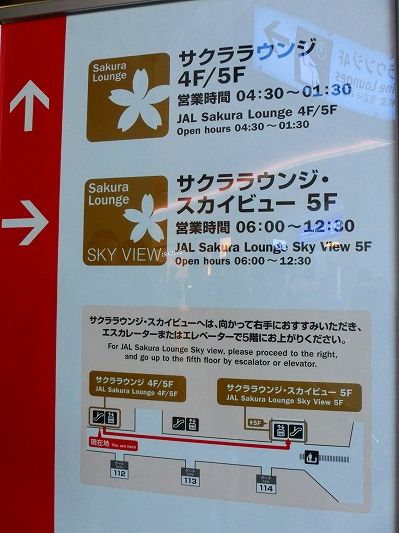 Sakura
Lounge
サクララウンジ
4F/5F
営業時間 04:30～01:30
JAL Sakura Lounge 4F/5F
Open hours 04:30～01:30
Sakura
Lounge
SKY VIEW
サクララウンジ・
スカイビュー 5F
営業時間 06:00～12:30
JAL Sakura Lounge Sky View 5F
Open hours 06:00～12:30
サクララウンジ・スカイビューへは、向かって右手におすすみいただき、
エスカレーターまたはエレベーターで5階にお上がりください。
For JAL Sakura Lounge Sky view, please proceed to the right,
and go up to the fifth floor by escalator or elevator.
サクララウンジ 4F/5F
JAL Sakura Lounge 4F/5F
サクララウンジ・スカイビュー 5F
JAL Sakura Lounge Sky View 5F
5F
現在地 You are here
112
113
114